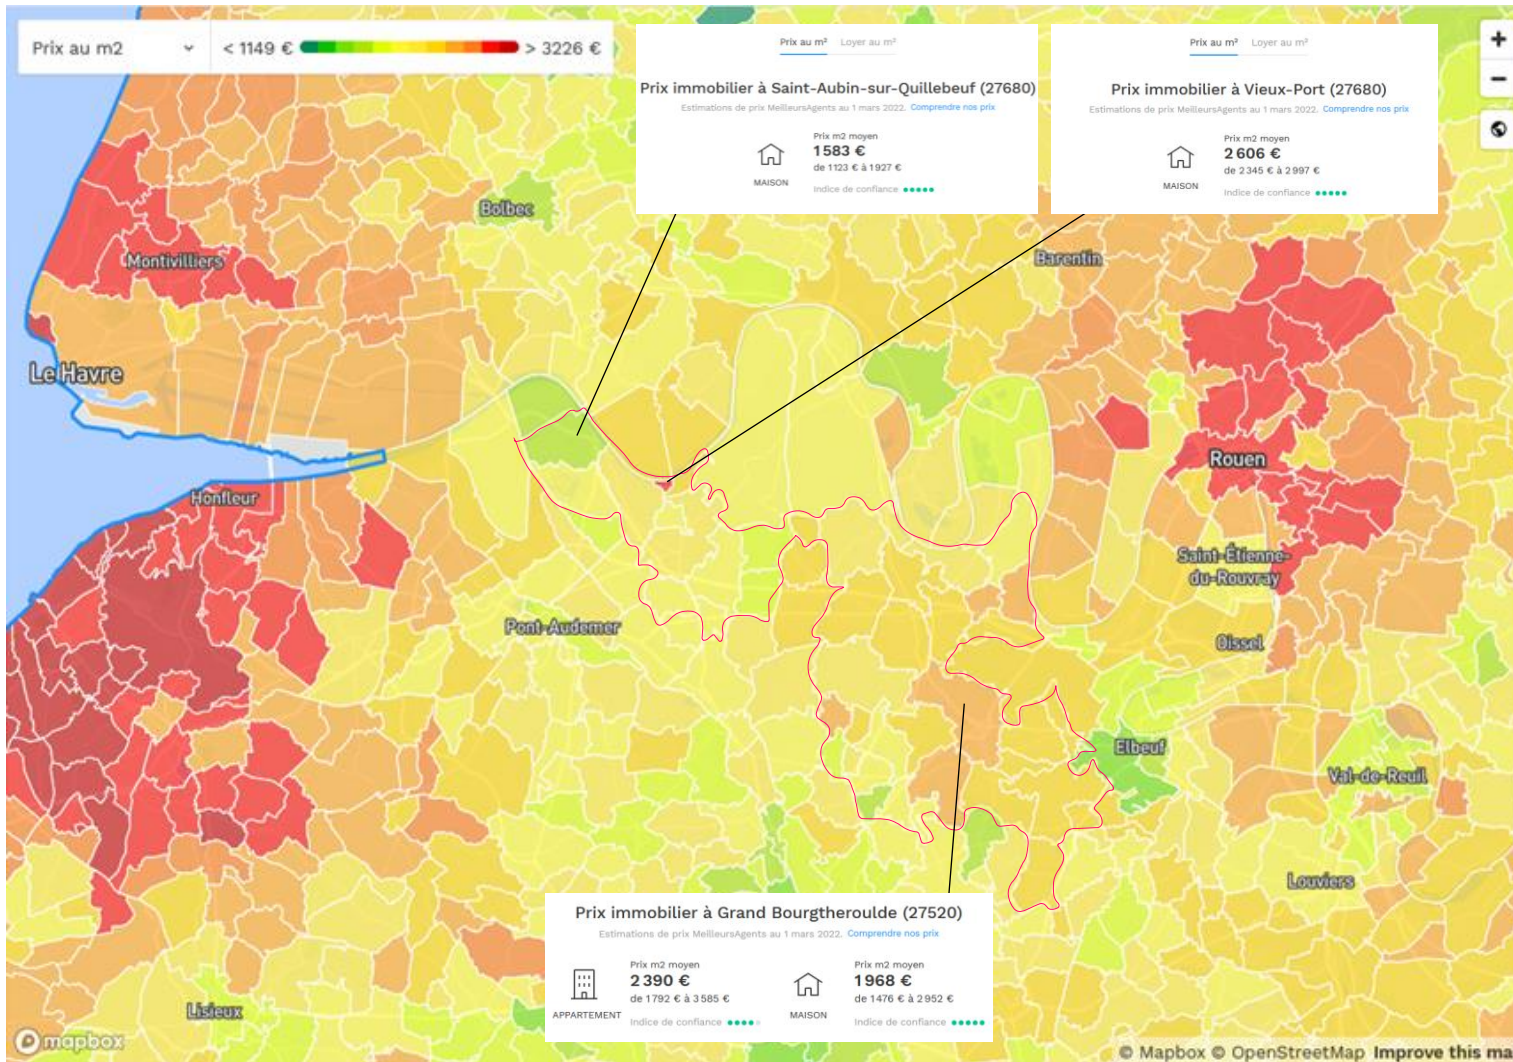 Prix au m2
< 1149 €
> 3226 €
Prix au m² Loyer au m²
Prix immobilier à Saint-Aubin-sur-Quillebeuf (27680)
Estimations de prix MeilleursAgents au 1 mars 2022. Comprendre nos prix
Prix m2 moyen
1 583 €
de 1 123 € à 1 927 €
MAISON
Indice de confiance
Prix au m² Loyer au m²
Prix immobilier à Vieux-Port (27680)
Estimations de prix MeilleursAgents au 1 mars 2022. Comprendre nos prix
Prix m2 moyen
2 606 €
de 2 345 € à 2 997 €
MAISON
Indice de confiance
+
−
Bolbec
Montivilliers
Barentin
Le Havre
Rouen
Honfleur
Saint-Étienne-
du-Rouvray
Pont-Audemer
Oissel
Elbeuf
Val-de-Reuil
Louviers
Prix immobilier à Grand Bourgtheroulde (27520)
Estimations de prix MeilleursAgents au 1 mars 2022. Comprendre nos prix
Prix m2 moyen
2 390 €
de 1 792 € à 3 585 €
APPARTEMENT
Indice de confiance
Prix m2 moyen
1 968 €
de 1 476 € à 2 952 €
MAISON
Indice de confiance
Lisieux
mapbox
© Mapbox © OpenStreetMap Improve this ma